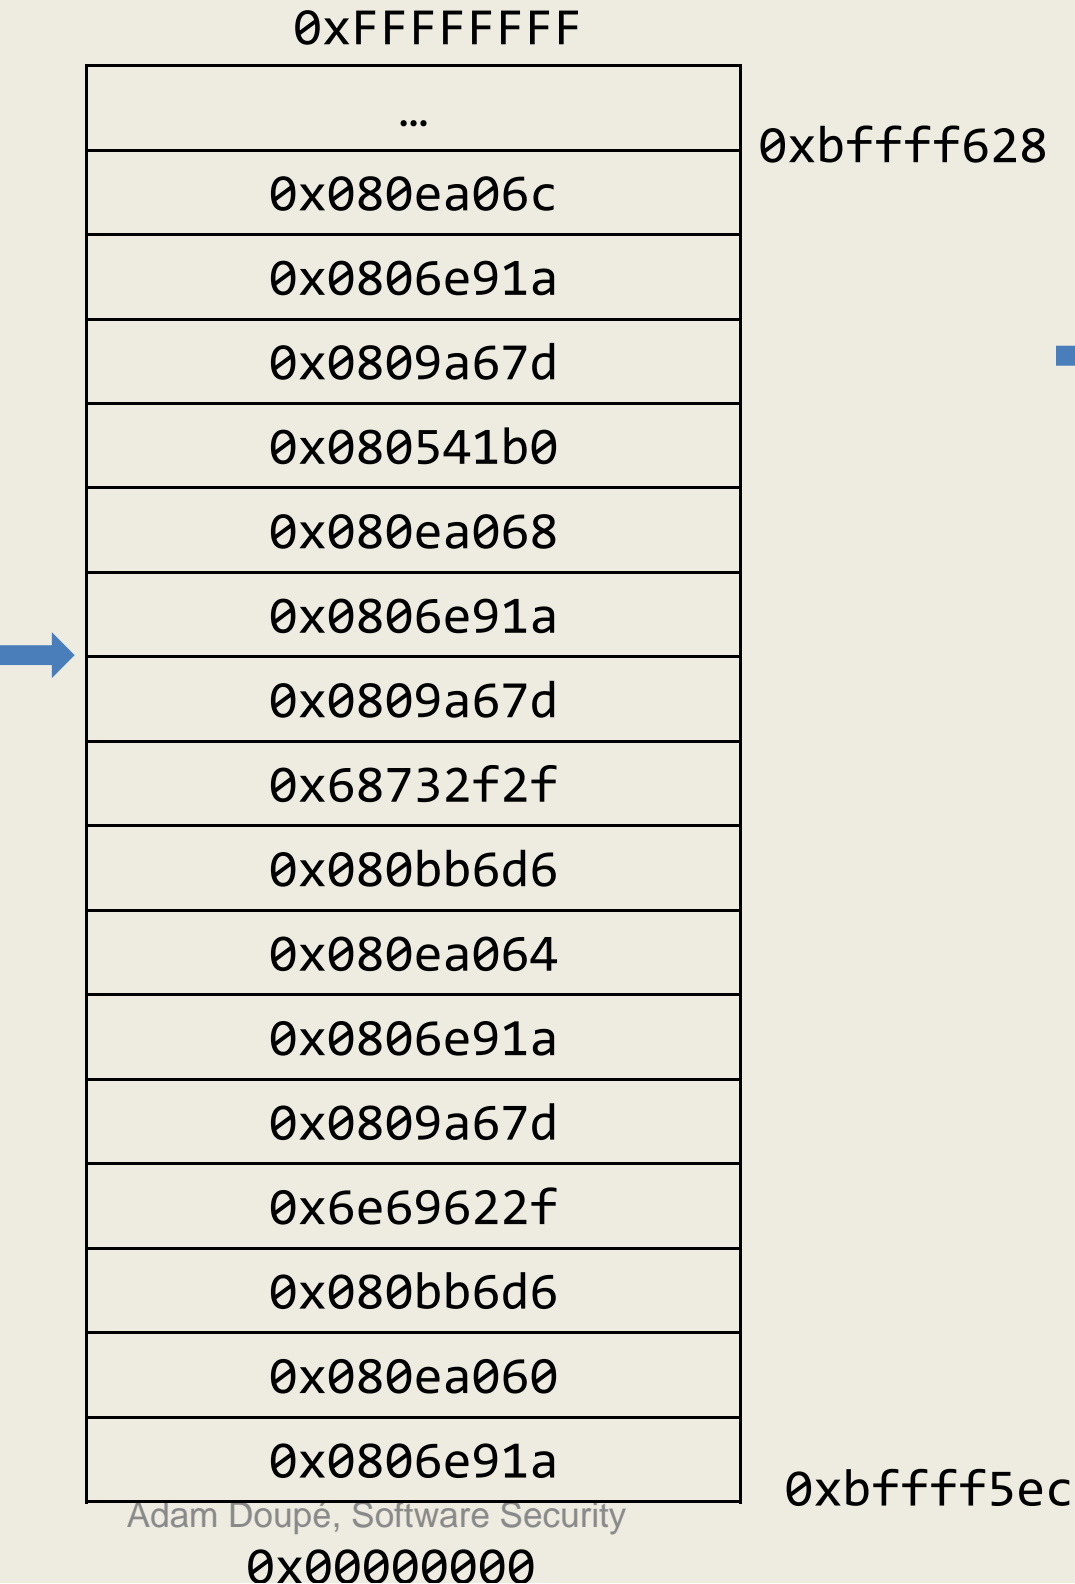 0xFFFFFFFF
…
0xbffff628
0x080ea06c
0x0806e91a
0x0809a67d
0x080541b0
0x080ea068
0x0806e91a
0x0809a67d
0x68732f2f
0x080bb6d6
0x080ea064
0x0806e91a
0x0809a67d
0x6e69622f
0x080bb6d6
0x080ea060
0x0806e91a
0xbffff5ec
Adam Doupé, Software Security
0x00000000